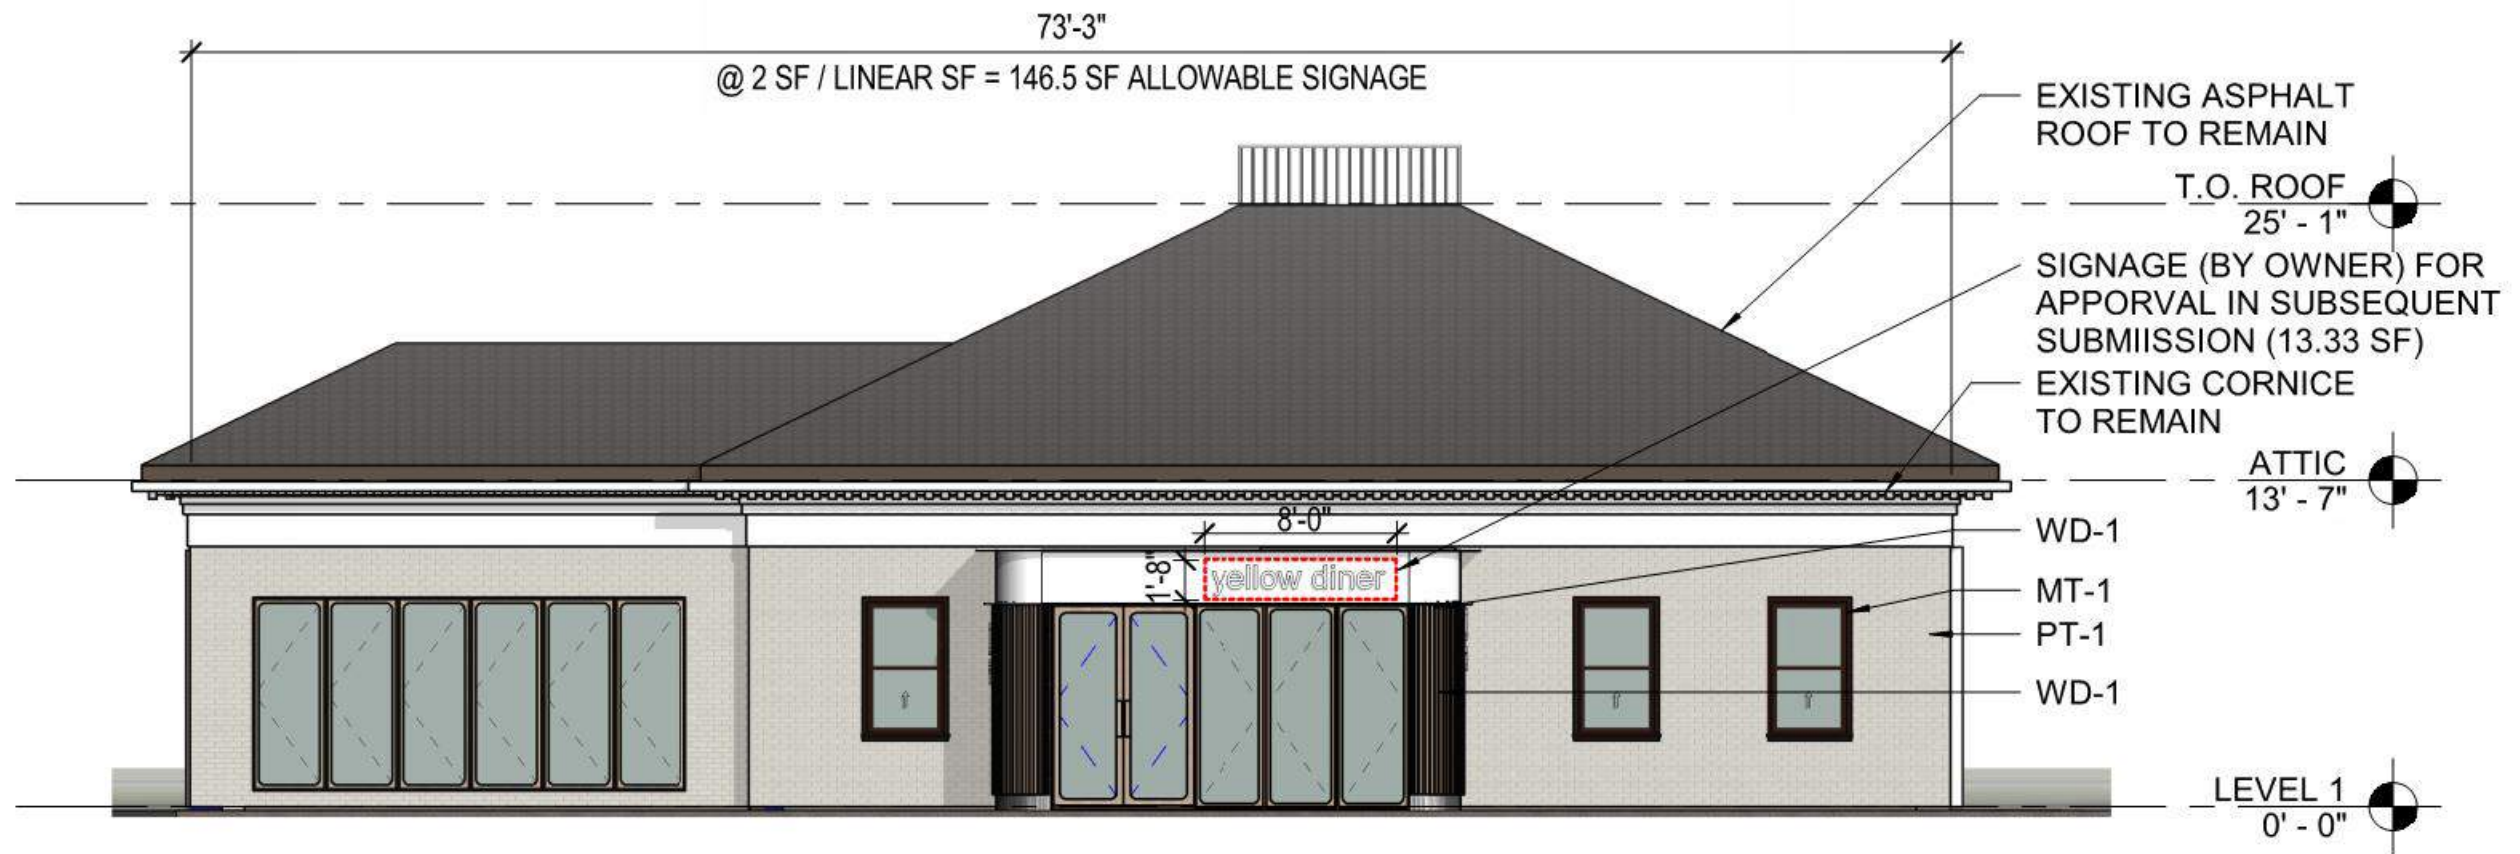 73'-3"
@ 2 SF / LINEAR SF = 146.5 SF ALLOWABLE SIGNAGE
EXISTING ASPHALT
ROOF TO REMAIN
T.O. ROOF
25' - 1"
SIGNAGE (BY OWNER) FOR
APPORVAL IN SUBSEQUENT
SUBMIISSION (13.33 SF)
EXISTING CORNICE
TO REMAIN
ATTIC
13' - 7"
8'-0"
1'-8"
yellow diner
WD-1
MT-1
PT-1
WD-1
LEVEL 1
0' - 0"